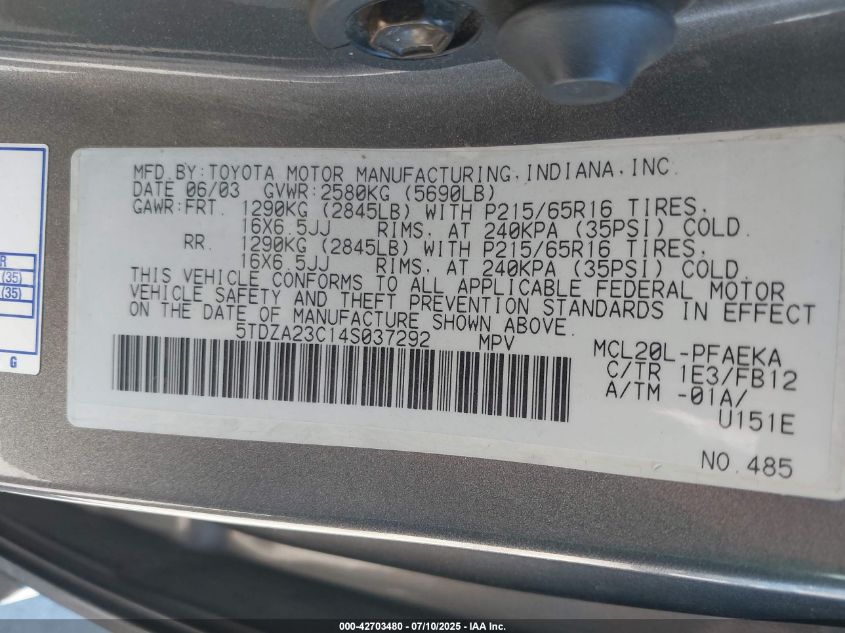 MFD.BY:TOYOTA MOTOR MANUFACTURING,INDIANA,INC.
DATE 06/03 GVWR:2580KG (5690LB)
GAWR:FRT. 1290KG (2845LB) WITH P215/65R16 TIRES,
16X6.5JJ RIMS, AT 240KPA (35PSI) COLD.
RR. 1290KG (2845LB) WITH P215/65R16 TIRES,
16X6.5JJ RIMS, AT 240KPA (35PSI) COLD.
THIS VEHICLE CONFORMS TO ALL APPLICABLE FEDERAL MOTOR
VEHICLE SAFETY AND THEFT PREVENTION STANDARDS IN EFFECT
ON THE DATE OF MANUFACTURE SHOWN ABOVE.
5TDZA23C14S037292 MPV
MCL20L-PFAEKA
C/TR 1E3/FB12
A/TM -01A/
U151E
NO.485
R
(35)
(35)
G
000-42703480 - 07/10/2025 - IAA Inc.